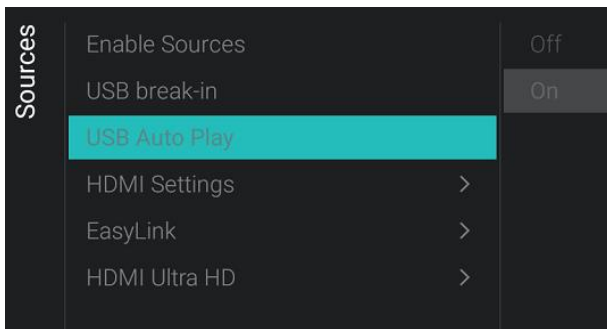 Sources
Enable Sources
Off
USB break-in
On
USB Auto Play
HDMI Settings
EasyLink
HDMI Ultra HD